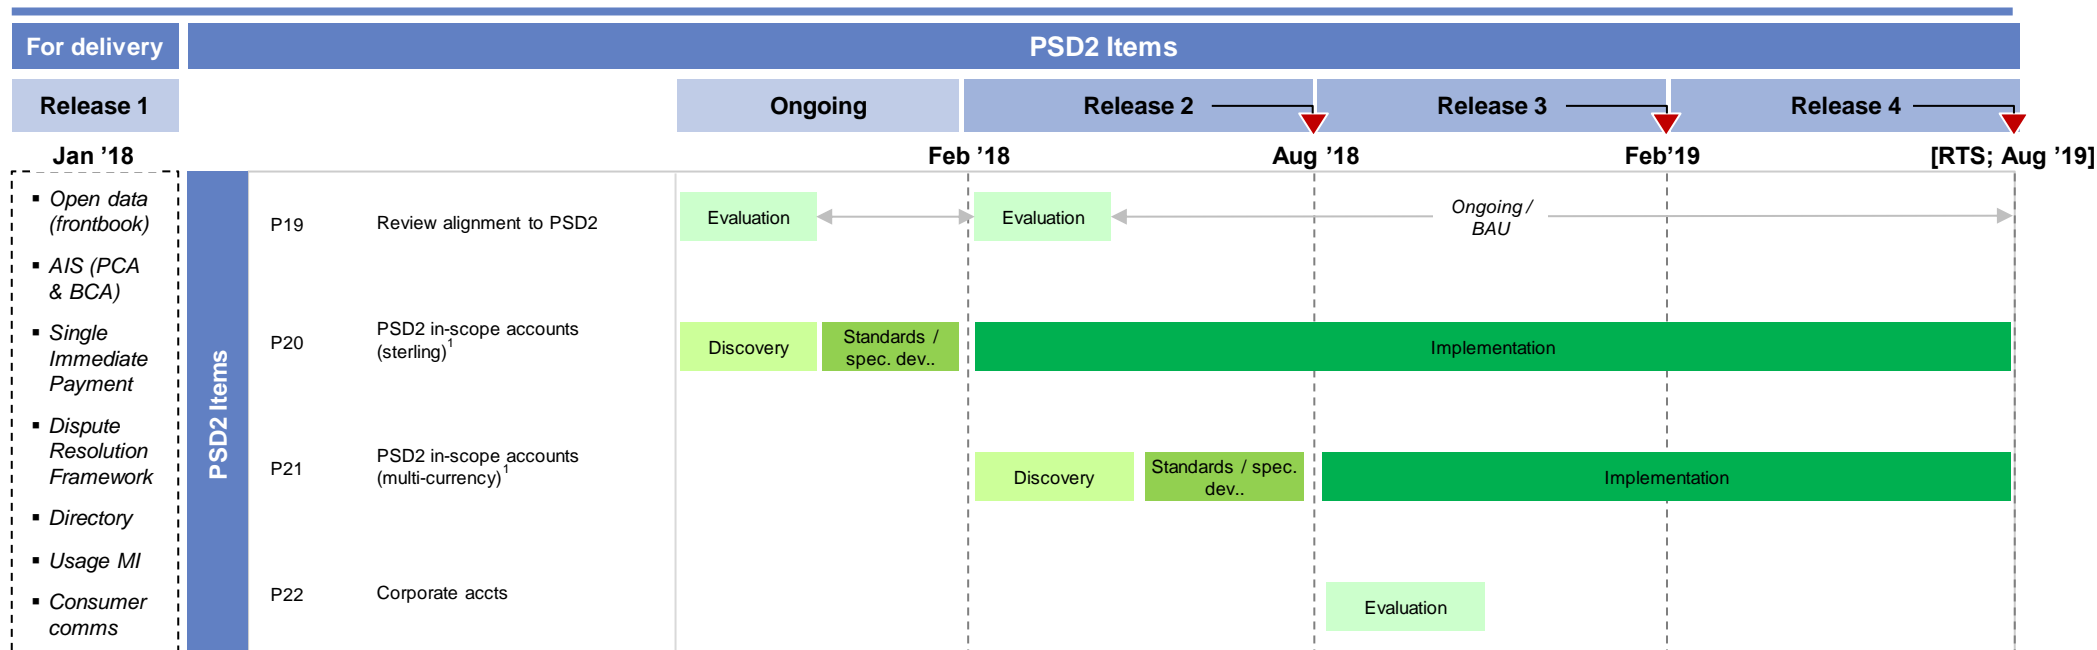 For delivery
PSD2 Items
Release 1
Ongoing
Release 2
Release 3
Release 4
Jan ’18
Feb ’18
Aug ’18
Feb’19
[RTS; Aug ’19]
▪ Open data
(frontbook)
▪ AIS (PCA
& BCA)
▪ Single
Immediate
Payment
▪ Dispute
Resolution
Framework
▪ Directory
▪ Usage MI
▪ Consumer
comms
PSD2 Items
P19
Review alignment to PSD2
Evaluation
Evaluation
Ongoing /
BAU
P20
PSD2 in-scope accounts
(sterling)1
Discovery
Standards /
spec. dev..
Implementation
P21
PSD2 in-scope accounts
(multi-currency)1
Discovery
Standards / spec.
dev..
Implementation
P22
Corporate accts
Evaluation